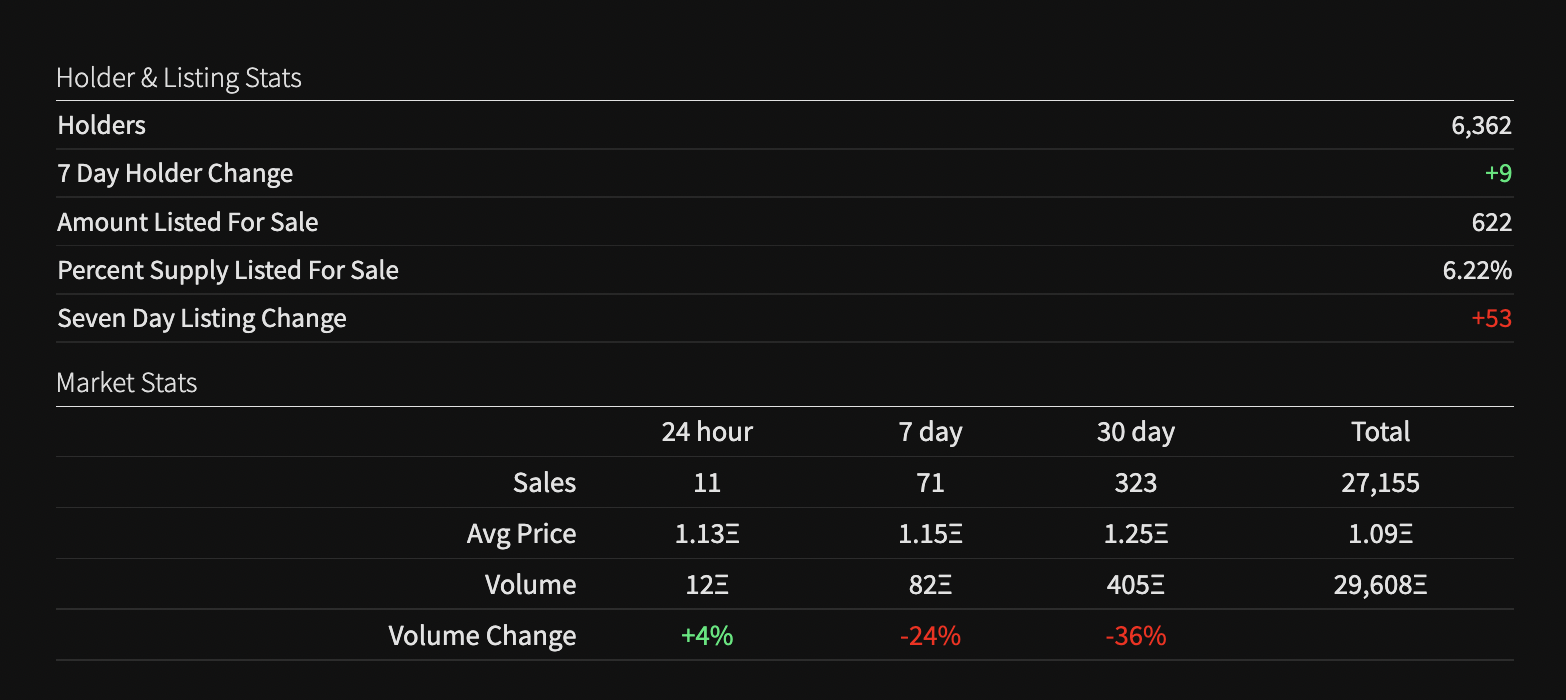 Holder & Listing Stats
Holders 6,362
7 Day Holder Change +9
Amount Listed For Sale 622
Percent Supply Listed For Sale 6.22%
Seven Day Listing Change +53
Market Stats
24 hour 7 day 30 day Total
Sales 11 71 323 27,155
Avg Price 1.13Ξ 1.15Ξ 1.25Ξ 1.09Ξ
Volume 12Ξ 82Ξ 405Ξ 29,608Ξ
Volume Change +4% -24% -36%